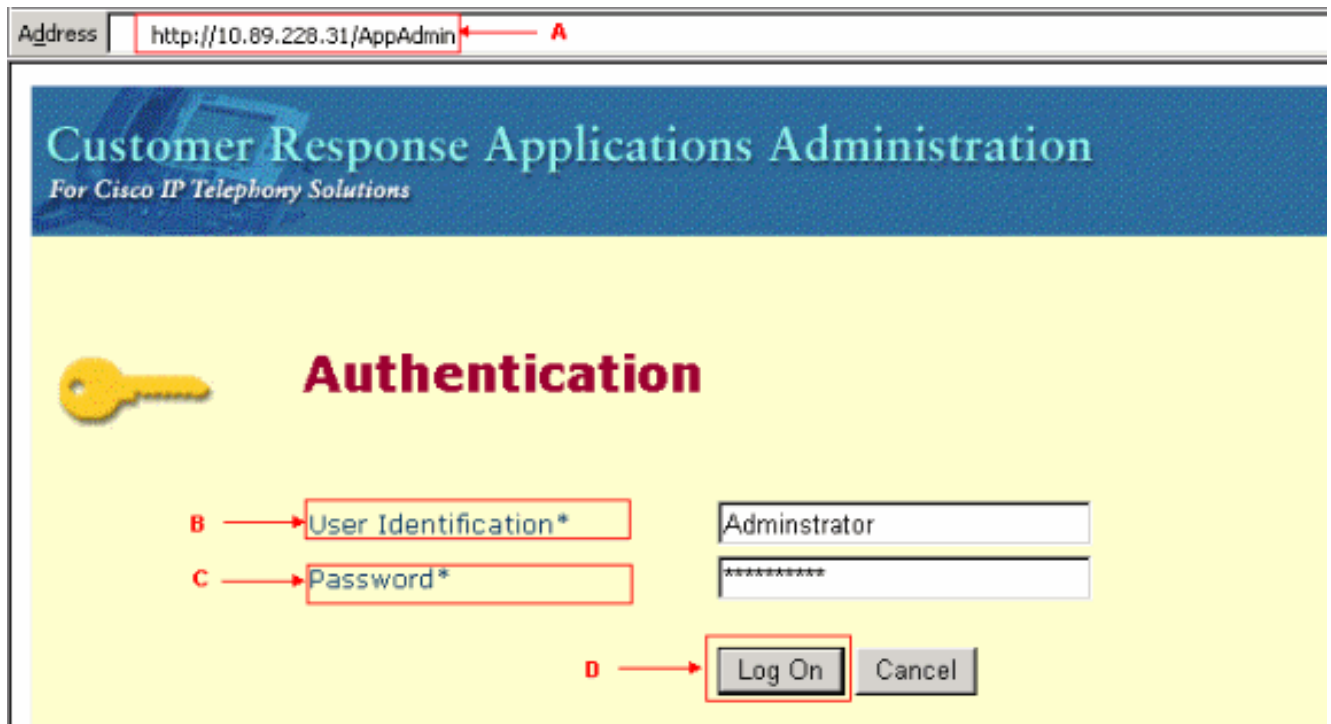 Address http://10.89.228.31/AppAdmin A
Customer Response Applications Administration
For Cisco IP Telephony Solutions
Authentication
B User Identification* Adminstrator
C Password* **********
D Log On Cancel